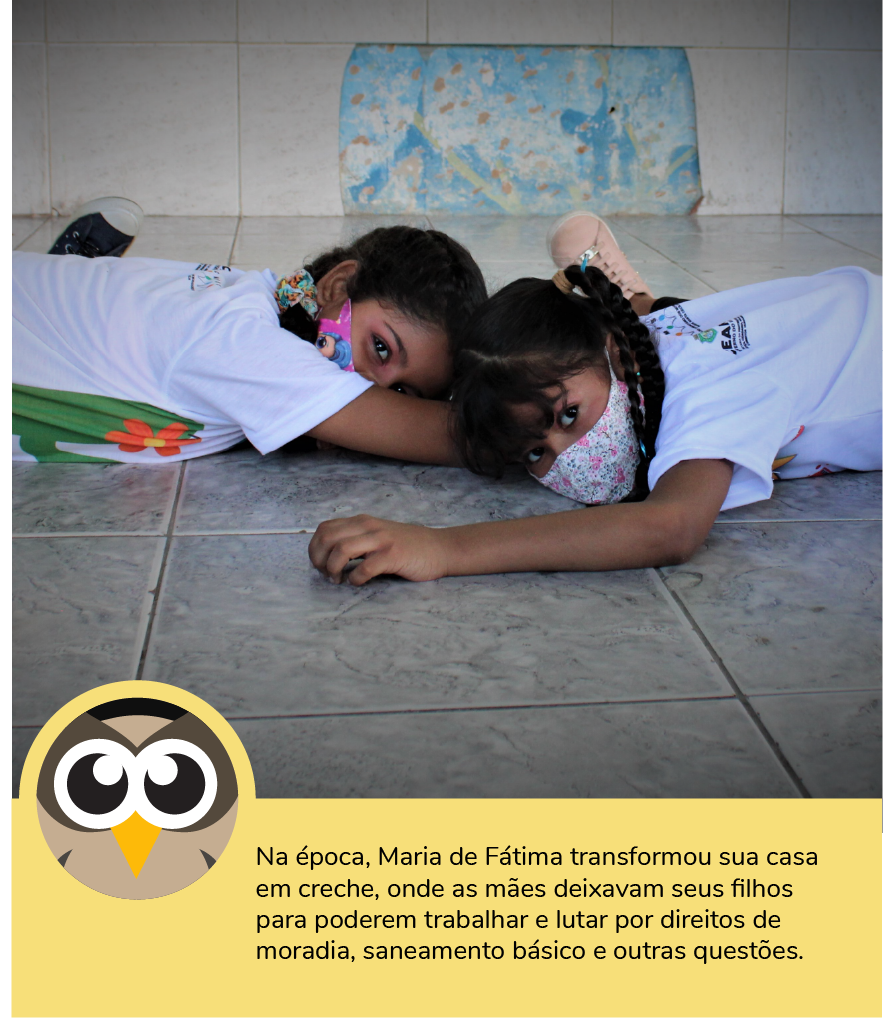 Na época, Maria de Fátima transformou sua casa
em creche, onde as mães deixavam seus filhos
para poderem trabalhar e lutar por direitos de
moradia, saneamento básico e outras questões.